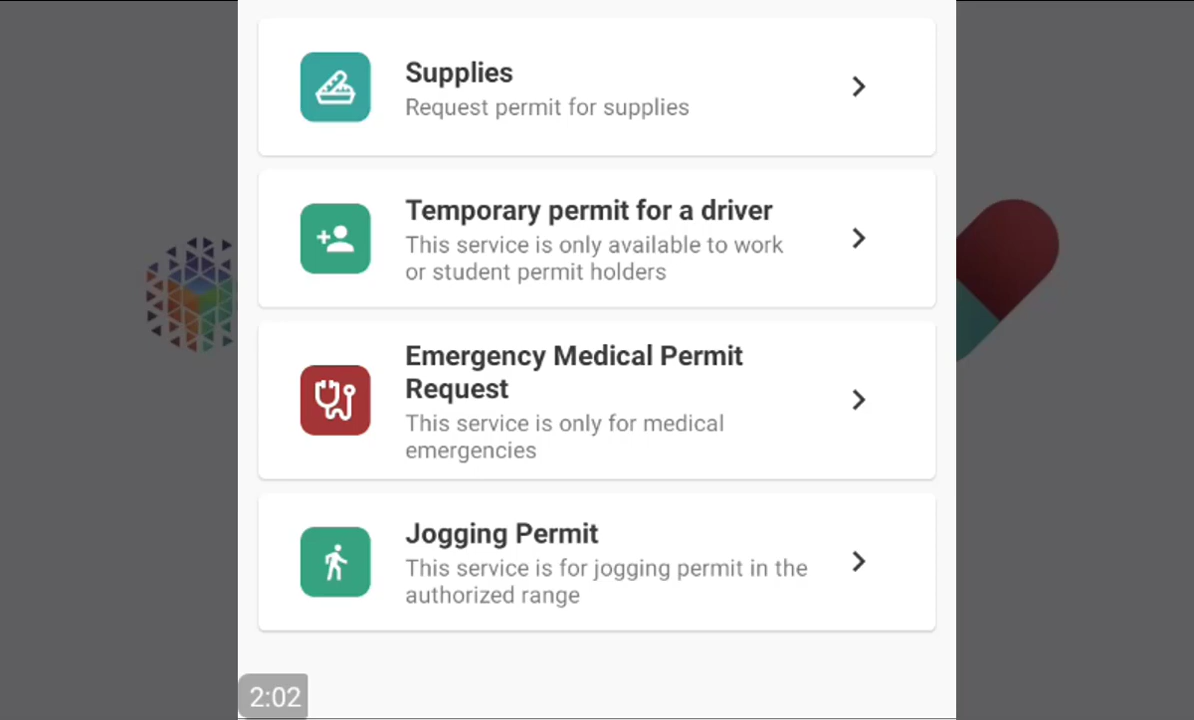 Supplies
Request permit for supplies
Temporary permit for a driver
This service is only available to work
or student permit holders
Emergency Medical Permit
Request
This service is only for medical
emergencies
Jogging Permit
This service is for jogging permit in the
authorized range
2:02